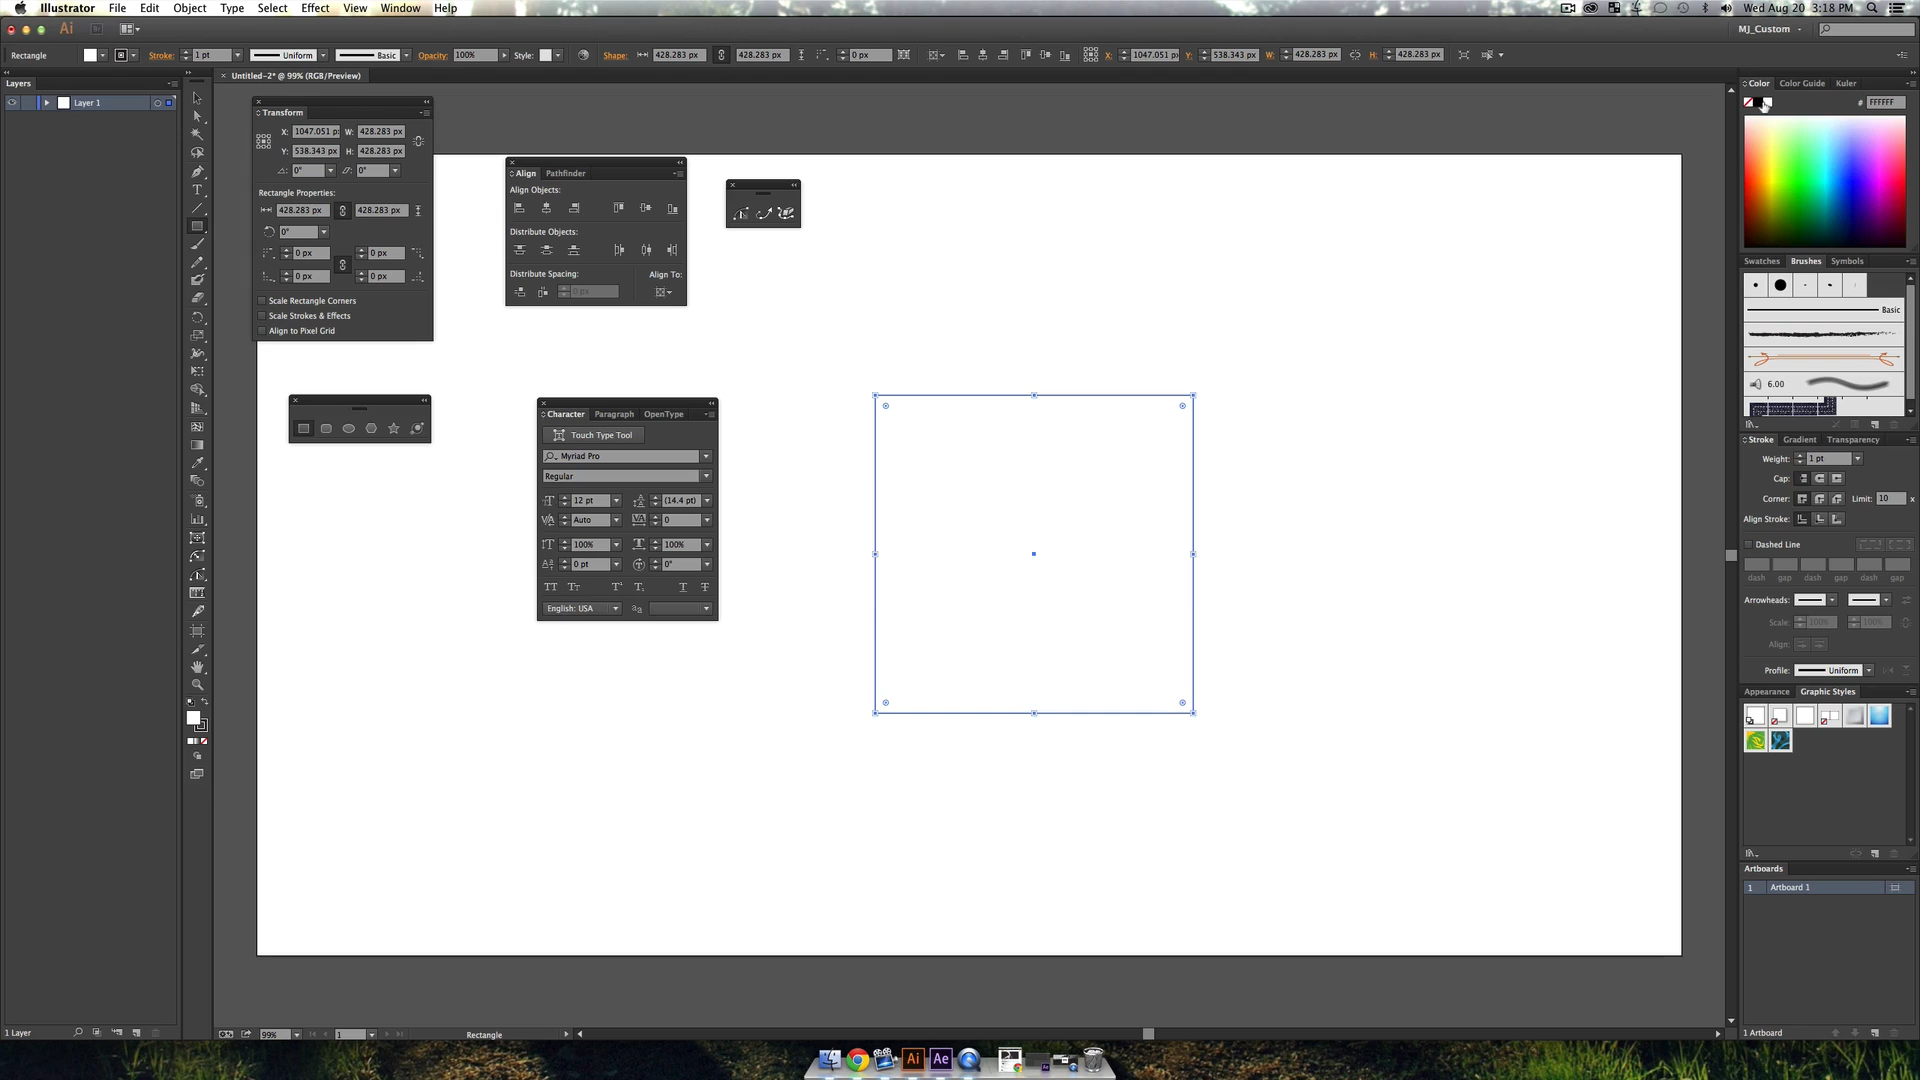 Illustrator File Edit Object Type Select Effect View Window Help Wed Aug 20 3:18 PM
Ai MJ_Custom
Rectangle Stroke: 1 pt Uniform Basic Opacity: 100% Style: Shape: 428.283 px 428.283 px 0 px X: 1047.051 p Y: 538.343 px W: 428.283 px H: 428.283 px
Layers
Layer 1
1 Layer
Untitled-2* @ 99% (RGB/Preview)
Transform
X: 1047.051 p: W: 428.283 px
Y: 538.343 px H: 428.283 px
0° 0°
Rectangle Properties:
428.283 px 428.283 px
0°
0 px 0 px
0 px 0 px
Scale Rectangle Corners
Scale Strokes & Effects
Align to Pixel Grid
Align Pathfinder
Align Objects:
Distribute Objects:
Distribute Spacing: Align To:
0 px
Character Paragraph OpenType
Touch Type Tool
Myriad Pro
Regular
12 pt (14.4 pt)
Auto 0
100% 100%
0 pt 0°
English: USA
Color Color Guide Kuler
# FFFFFF
Swatches Brushes Symbols
Basic
6.00
Stroke Gradient Transparency
Weight: 1 pt
Cap:
Corner: Limit: 10 x
Align Stroke:
Dashed Line
dash gap dash gap dash gap
Arrowheads:
Scale: 100% 100%
Align:
Profile: Uniform
Appearance Graphic Styles
Artboards
1 Artboard 1
1 Artboard
99% 1 Rectangle
Ai Ae